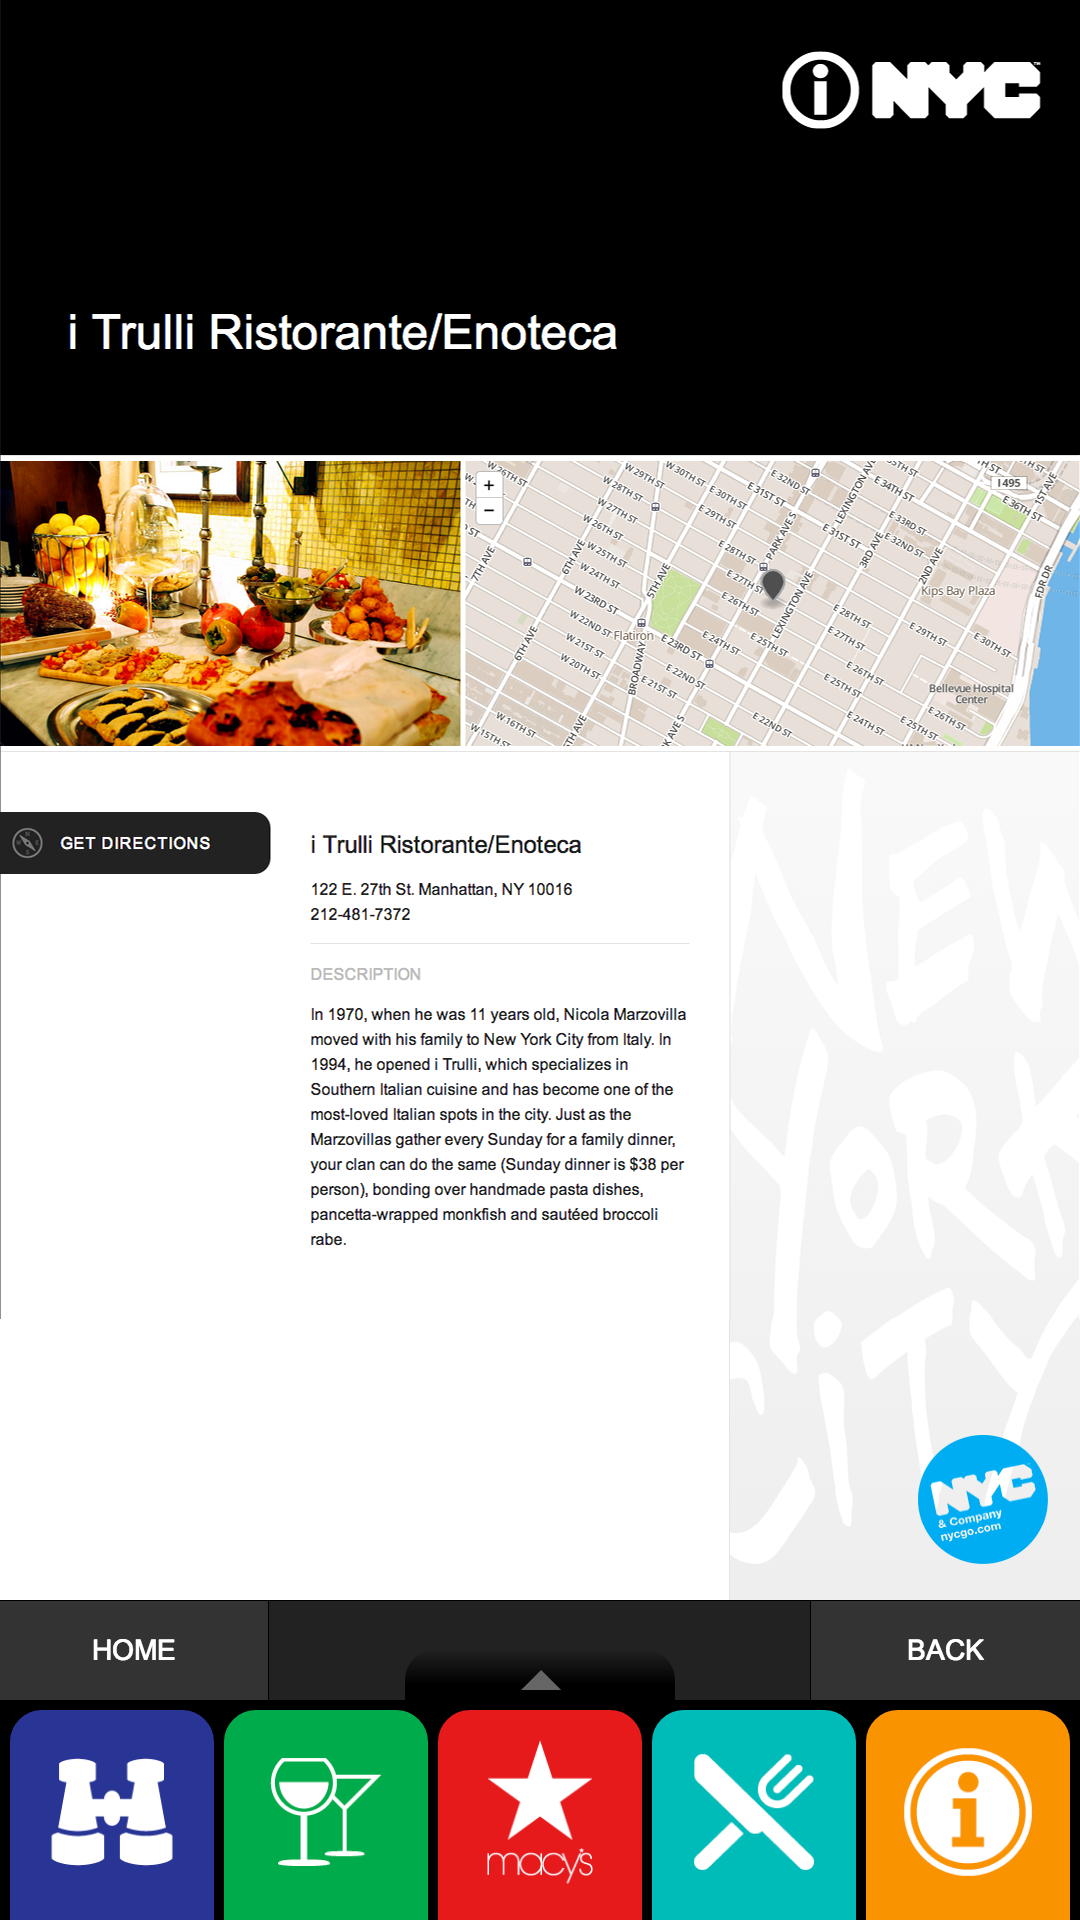 i NYC™
i Trulli Ristorante/Enoteca
+
−
W 26TH ST
W 29TH ST
W 30TH ST
W 28TH ST
E 30TH ST
E 32ND ST
E 31ST ST
LEXINGTON AVE
E 34TH ST
I 495
1ST AVE
E 36TH ST
W 27TH ST
E 29TH ST
PARK AVE S
E 33RD ST
W 26TH ST
W 25TH ST
E 28TH ST
E 31ST ST
E 32ND ST
3RD AVE
2ND AVE
7TH AVE
6TH AVE
W 24TH ST
5TH AVE
E 27TH ST
E 26TH ST
LEXINGTON AVE
Kips Bay Plaza
FDR DR
W 23RD ST
W 22ND ST
Flatiron
E 23RD ST
E 24TH ST
E 25TH ST
E 28TH ST
E 27TH ST
E 29TH ST
E 30TH ST
6TH AVE
W 21ST ST
W 20TH ST
BROADWAY
E 22ND ST
E 21ST ST
E 26TH ST
E 25TH ST
Bellevue Hospital
Center
W 16TH ST
W 15TH ST
E 22ND ST
E 24TH ST
E 25TH ST
E 26TH ST
GET DIRECTIONS
i Trulli Ristorante/Enoteca
122 E. 27th St. Manhattan, NY 10016
212-481-7372
DESCRIPTION
In 1970, when he was 11 years old, Nicola Marzovilla
moved with his family to New York City from Italy. In
1994, he opened i Trulli, which specializes in
Southern Italian cuisine and has become one of the
most-loved Italian spots in the city. Just as the
Marzovillas gather every Sunday for a family dinner,
your clan can do the same (Sunday dinner is $38 per
person), bonding over handmade pasta dishes,
pancetta-wrapped monkfish and sautéed broccoli
rabe.
NEW
YORK
CiTY
NYC
& Company
nycgo.com
HOME
BACK
macy's
i